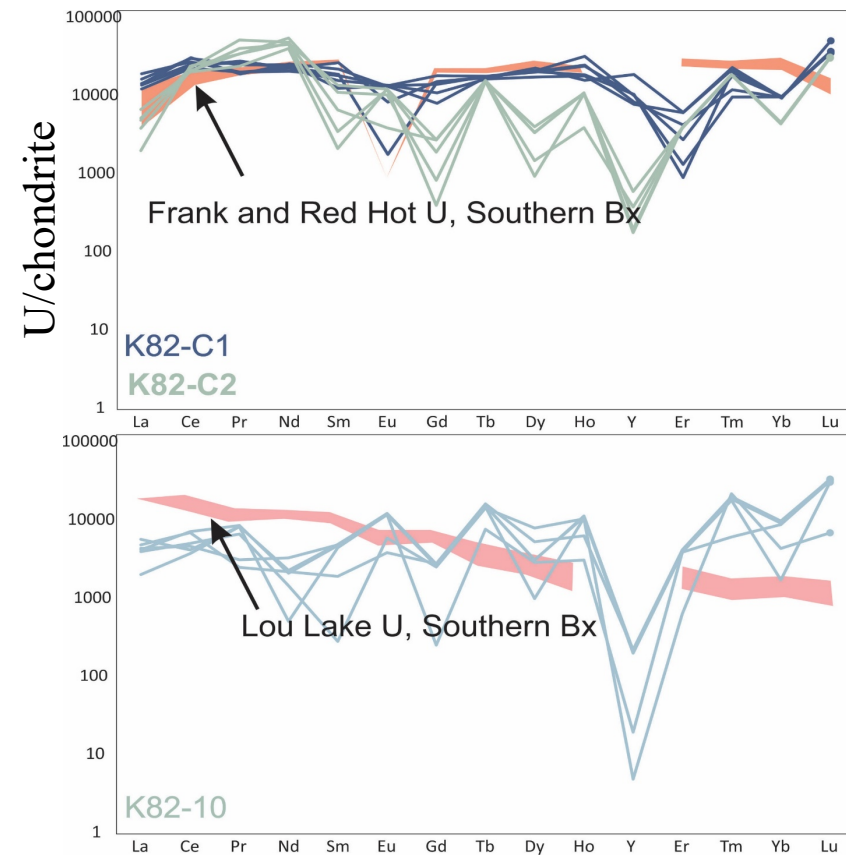 U/chondrite
100000
10000
1000
100
10
1
Frank and Red Hot U, Southern Bx
K82-C1
K82-C2
La Ce Pr Nd Sm Eu Gd Tb Dy Ho Y Er Tm Yb Lu
100000
10000
1000
100
10
1
Lou Lake U, Southern Bx
K82-10
La Ce Pr Nd Sm Eu Gd Tb Dy Ho Y Er Tm Yb Lu